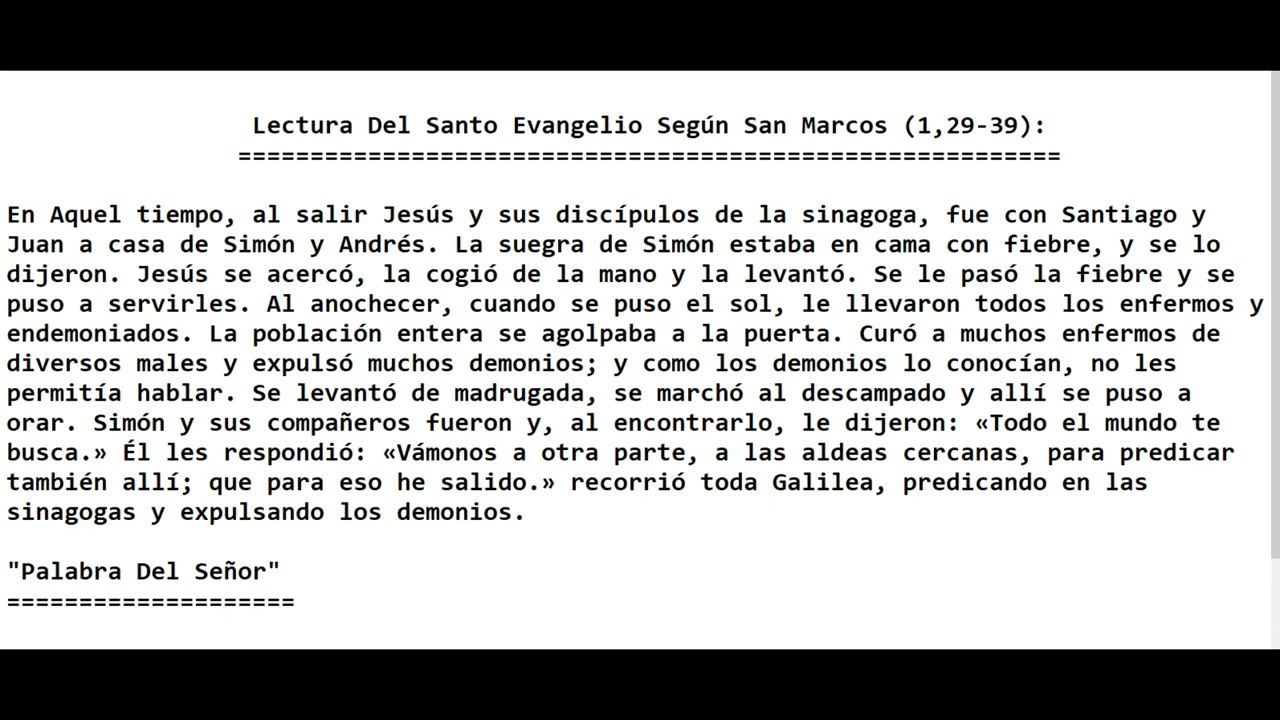 Lectura Del Santo Evangelio Según San Marcos (1,29-39):
=========================================================
En Aquel tiempo, al salir Jesús y sus discípulos de la sinagoga, fue con Santiago y
Juan a casa de Simón y Andrés. La suegra de Simón estaba en cama con fiebre, y se lo
dijeron. Jesús se acercó, la cogió de la mano y la levantó. Se le pasó la fiebre y se
puso a servirles. Al anochecer, cuando se puso el sol, le llevaron todos los enfermos y
endemoniados. La población entera se agolpaba a la puerta. Curó a muchos enfermos de
diversos males y expulsó muchos demonios; y como los demonios lo conocían, no les
permitía hablar. Se levantó de madrugada, se marchó al descampado y allí se puso a
orar. Simón y sus compañeros fueron y, al encontrarlo, le dijeron: «Todo el mundo te
busca.» Él les respondió: «Vámonos a otra parte, a las aldeas cercanas, para predicar
también allí; que para eso he salido.» recorrió toda Galilea, predicando en las
sinagogas y expulsando los demonios.
"Palabra Del Señor"
====================